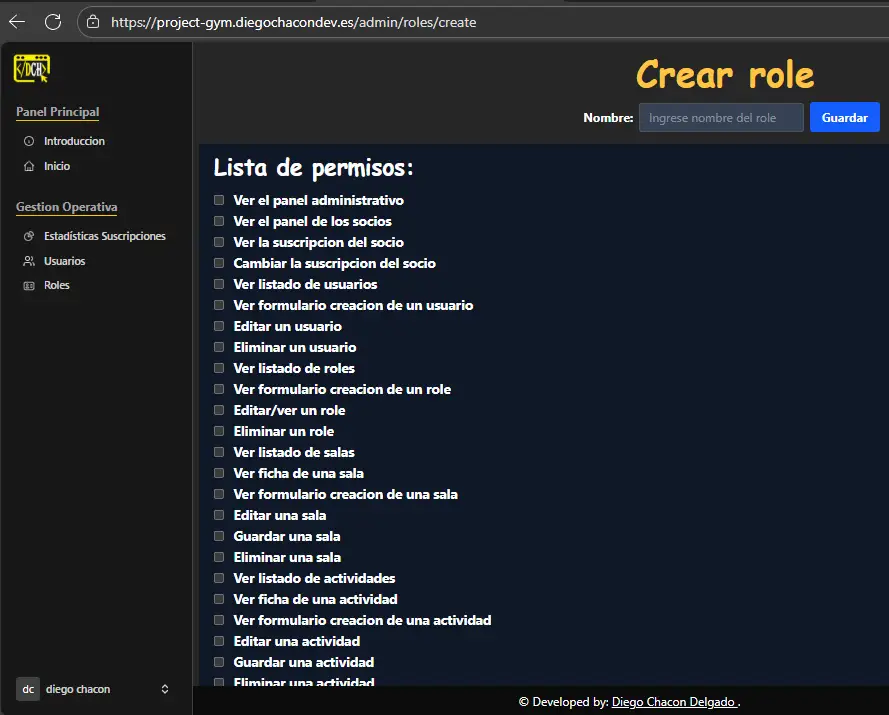 https://project-gym.diegochacondev.es/admin/roles/create
</DCH>
Panel Principal
Introduccion
Inicio
Gestion Operativa
Estadísticas Suscripciones
Usuarios
Roles
dc diego chacon
Crear role
Nombre: Ingrese nombre del role Guardar
Lista de permisos:
Ver el panel administrativo
Ver el panel de los socios
Ver la suscripcion del socio
Cambiar la suscripcion del socio
Ver listado de usuarios
Ver formulario creacion de un usuario
Editar un usuario
Eliminar un usuario
Ver listado de roles
Ver formulario creacion de un role
Editar/ver un role
Eliminar un role
Ver listado de salas
Ver ficha de una sala
Ver formulario creacion de una sala
Editar una sala
Guardar una sala
Eliminar una sala
Ver listado de actividades
Ver ficha de una actividad
Ver formulario creacion de una actividad
Editar una actividad
Guardar una actividad
Eliminar una actividad
© Developed by: Diego Chacon Delgado .